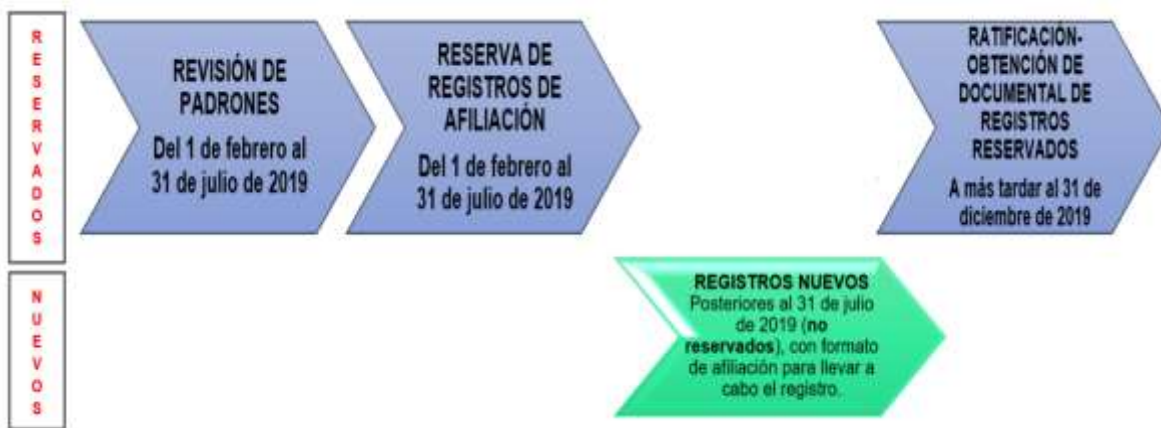 RESERVADOS
REVISIÓN DE
PADRONES
Del 1 de febrero al
31 de julio de 2019
RESERVA DE
REGISTROS DE
AFILIACIÓN
Del 1 de febrero al
31 de julio de 2019
RATIFICACIÓN-
OBTENCIÓN DE
DOCUMENTAL DE
REGISTROS
RESERVADOS
A más tardar al 31 de
diciembre de 2019
NUEVOS
REGISTROS NUEVOS
Posteriores al 31 de julio
de 2019 (no
reservados), con formato
de afiliación para llevar a
cabo el registro.